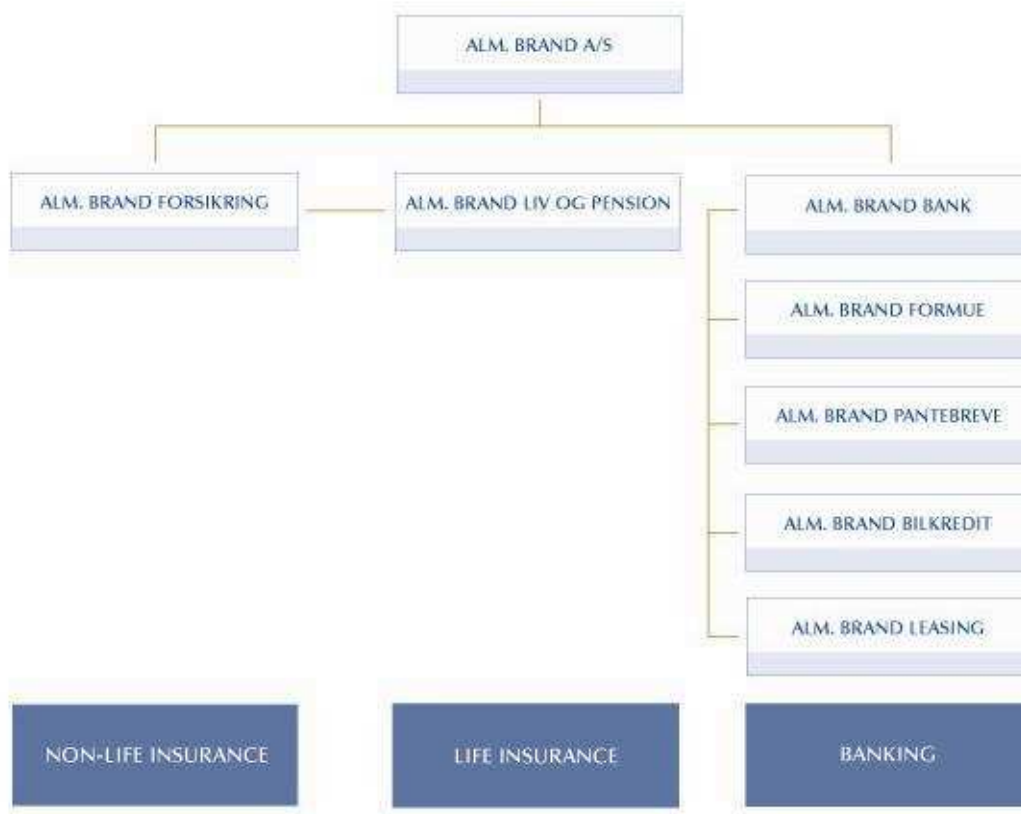 ALM. BRAND A/S
ALM. BRAND FORSIKRING
ALM. BRAND LIV OG PENSION
ALM. BRAND BANK
ALM. BRAND FORMUE
ALM. BRAND PANTEBREVE
ALM. BRAND BILKREDIT
ALM. BRAND LEASING
NON-LIFE INSURANCE
LIFE INSURANCE
BANKING